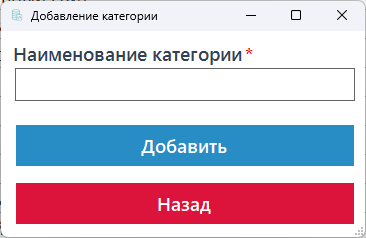 Добавление категории
Наименование категории *
Добавить
Назад